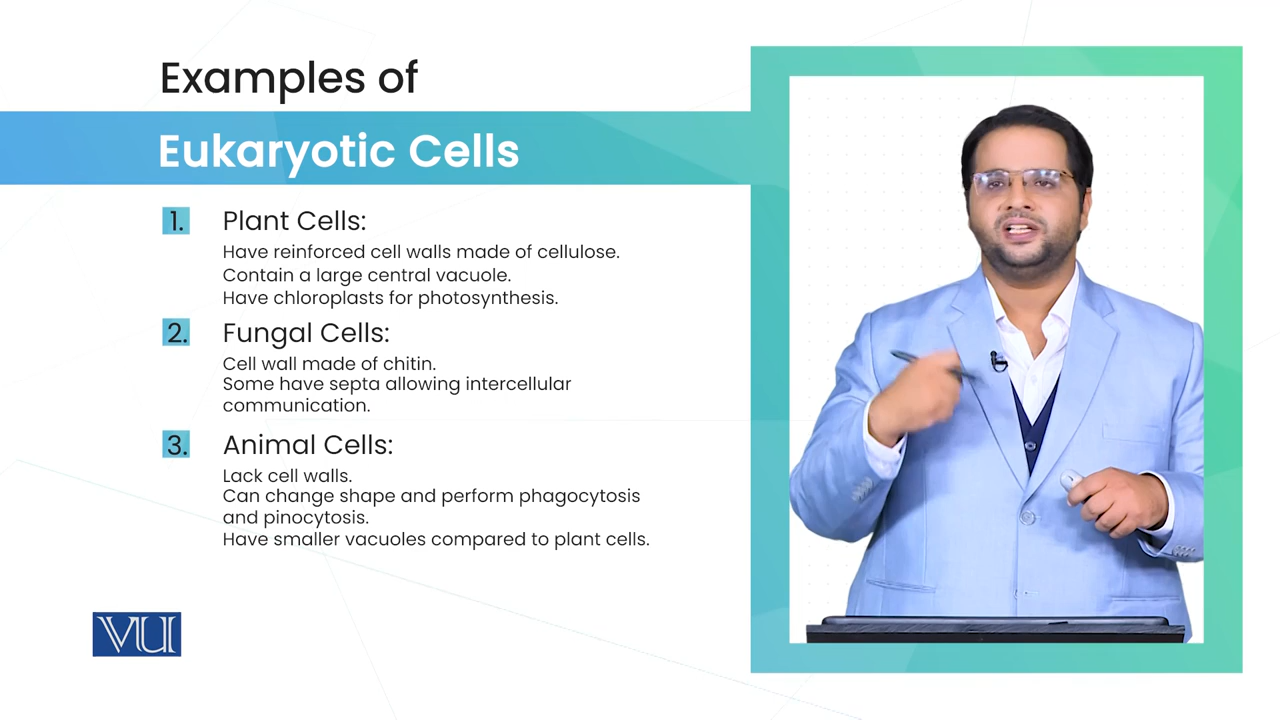 Examples of
Eukaryotic Cells
1. Plant Cells:
Have reinforced cell walls made of cellulose.
Contain a large central vacuole.
Have chloroplasts for photosynthesis.
2. Fungal Cells:
Cell wall made of chitin.
Some have septa allowing intercellular
communication.
3. Animal Cells:
Lack cell walls.
Can change shape and perform phagocytosis
and pinocytosis.
Have smaller vacuoles compared to plant cells.
VU